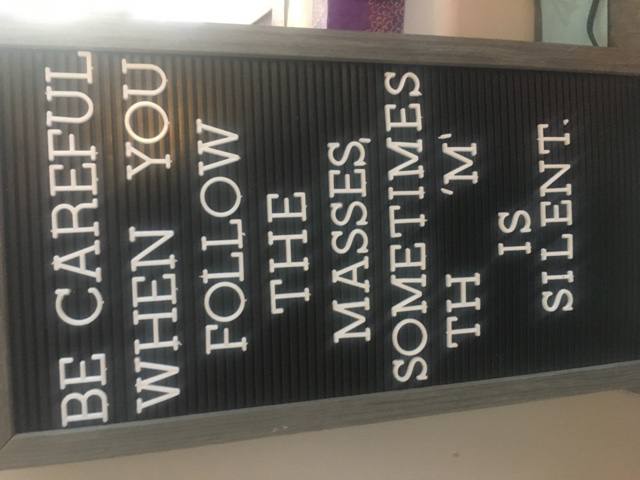 BE CAREFUL
WHEN YOU
FOLLOW
THE
MASSES,
SOMETIMES
TH 'M'
IS
SILENT.